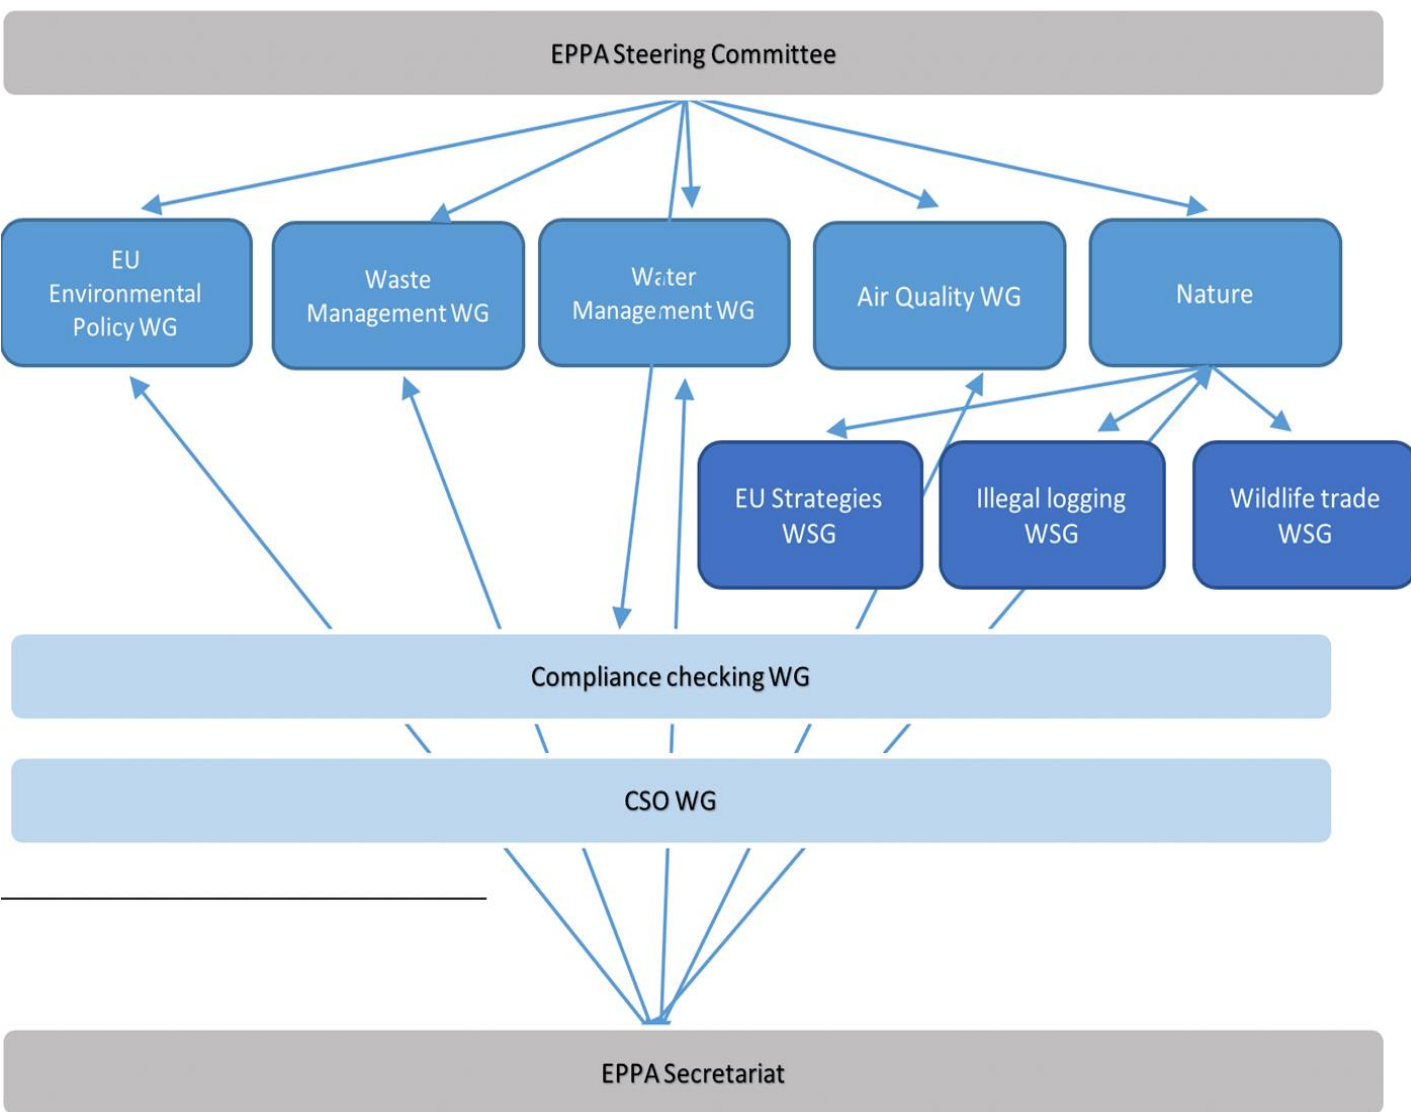 EPPA Steering Committee
EU
Environmental
Policy WG
Waste
Management WG
Water
Management WG
Air Quality WG
Nature
EU Strategies
WSG
Illegal logging
WSG
Wildlife trade
WSG
Compliance checking WG
CSO WG
EPPA Secretariat